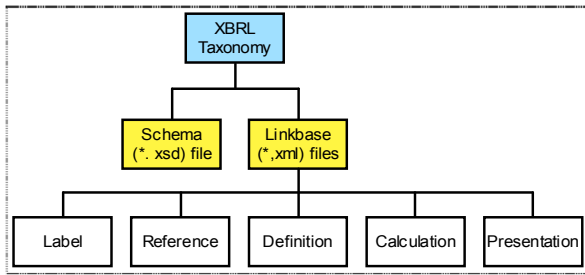 XBRL
Taxonomy
Schema
(*. xsd) file
Linkbase
(*,xml) files
Label
Reference
Definition
Calculation
Presentation